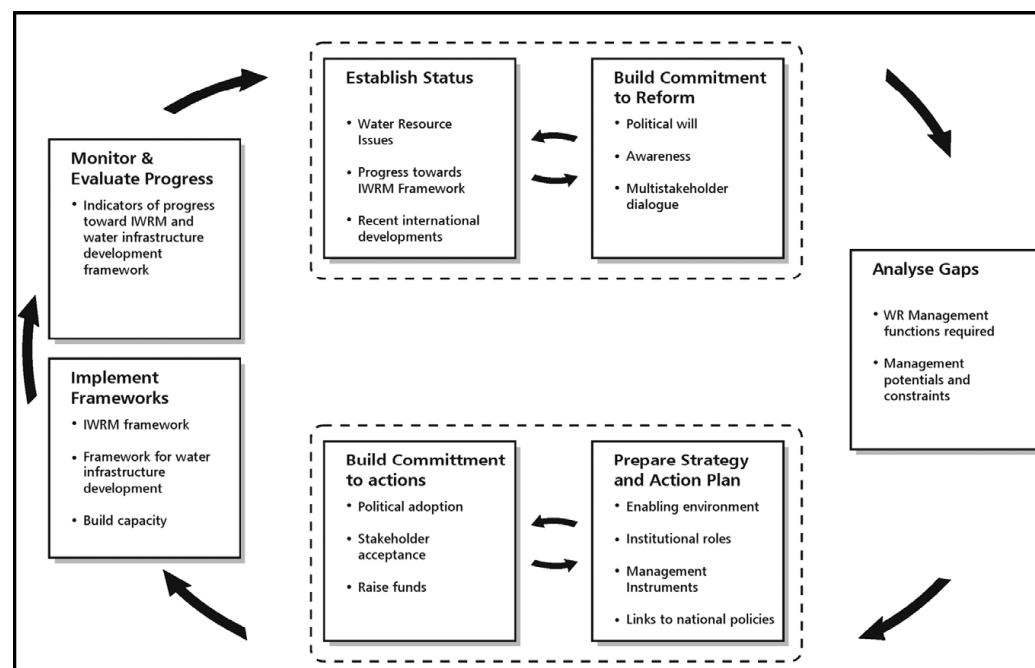 Establish Status
• Water Resource
Issues
• Progress towards
IWRM Framework
• Recent international
developments
Build Commitment
to Reform
• Political will
• Awareness
• Multistakeholder
dialogue
Analyse Gaps
• WR Management
functions required
• Management
potentials and
constraints
Prepare Strategy
and Action Plan
• Enabling environment
• Institutional roles
• Management
Instruments
• Links to national policies
Build Committment
to actions
• Political adoption
• Stakeholder
acceptance
• Raise funds
Implement
Frameworks
• IWRM framework
• Framework for water
infrastructure
development
• Build capacity
Monitor &
Evaluate Progress
• Indicators of progress
toward IWRM and
water infrastructure
development
framework